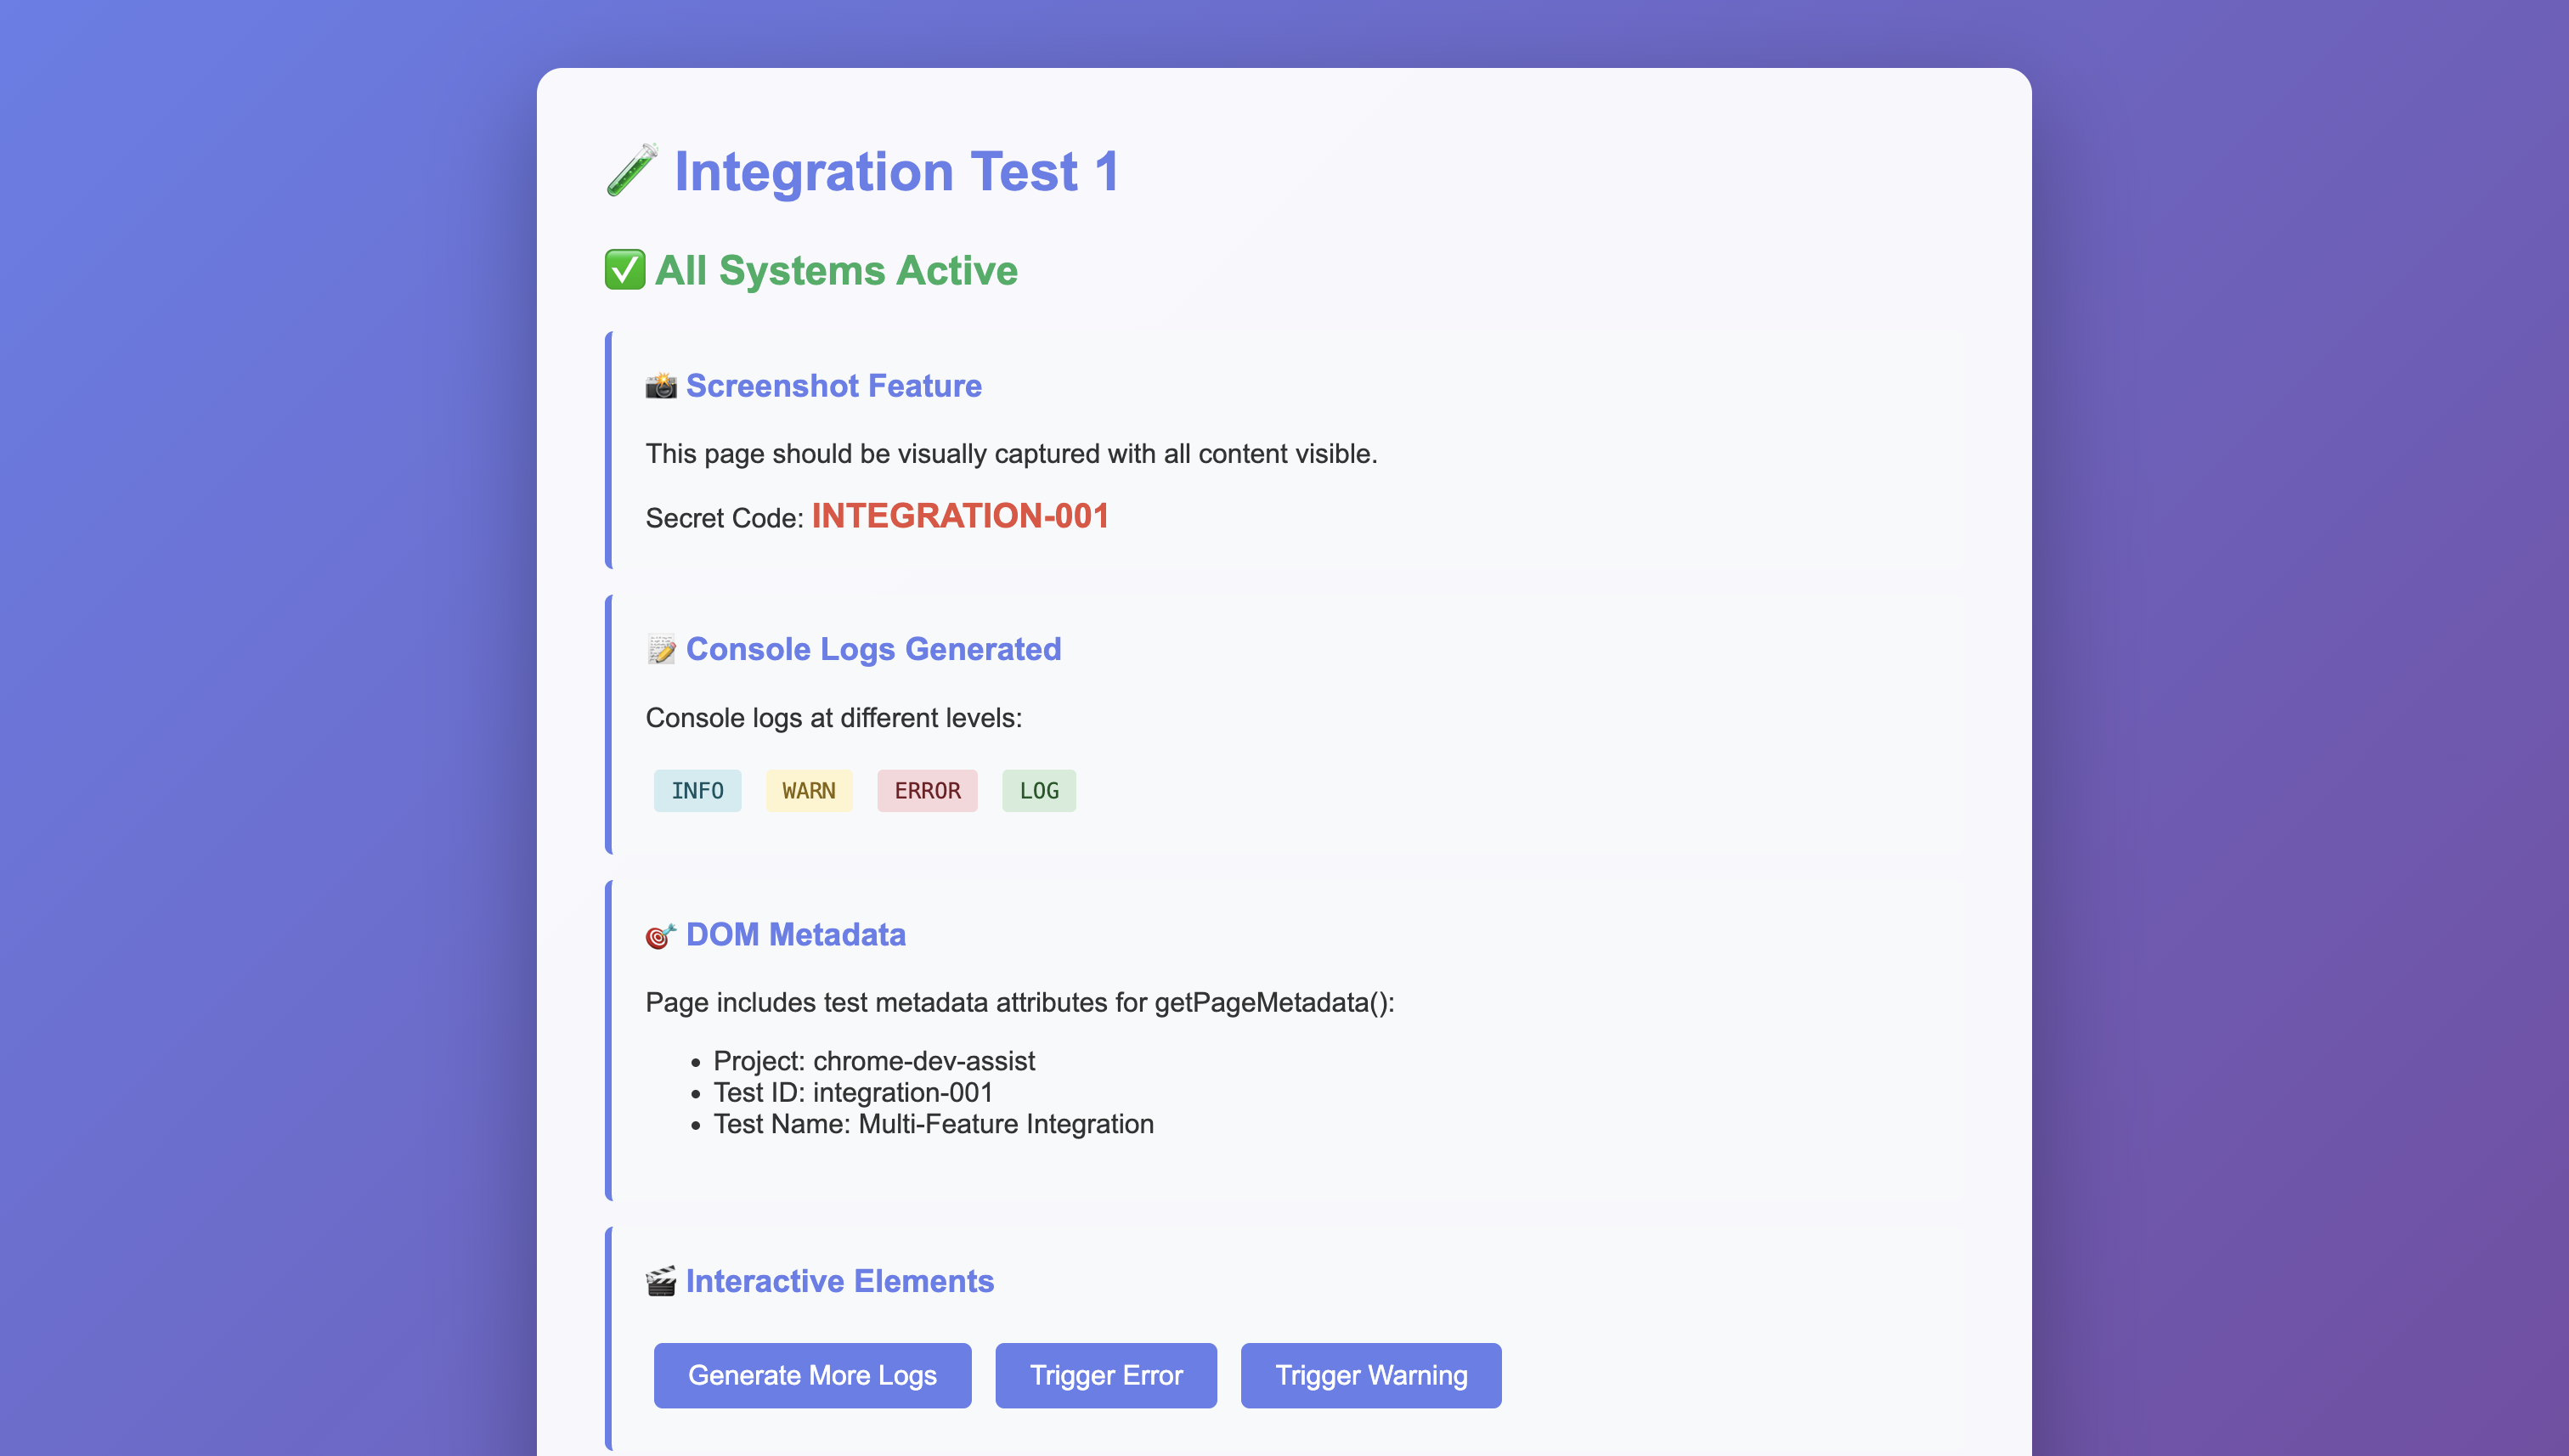 Integration Test 1
All Systems Active
Screenshot Feature
This page should be visually captured with all content visible.
Secret Code: INTEGRATION-001
Console Logs Generated
Console logs at different levels:
INFO WARN ERROR LOG
DOM Metadata
Page includes test metadata attributes for getPageMetadata():
• Project: chrome-dev-assist
• Test ID: integration-001
• Test Name: Multi-Feature Integration
Interactive Elements
Generate More Logs Trigger Error Trigger Warning